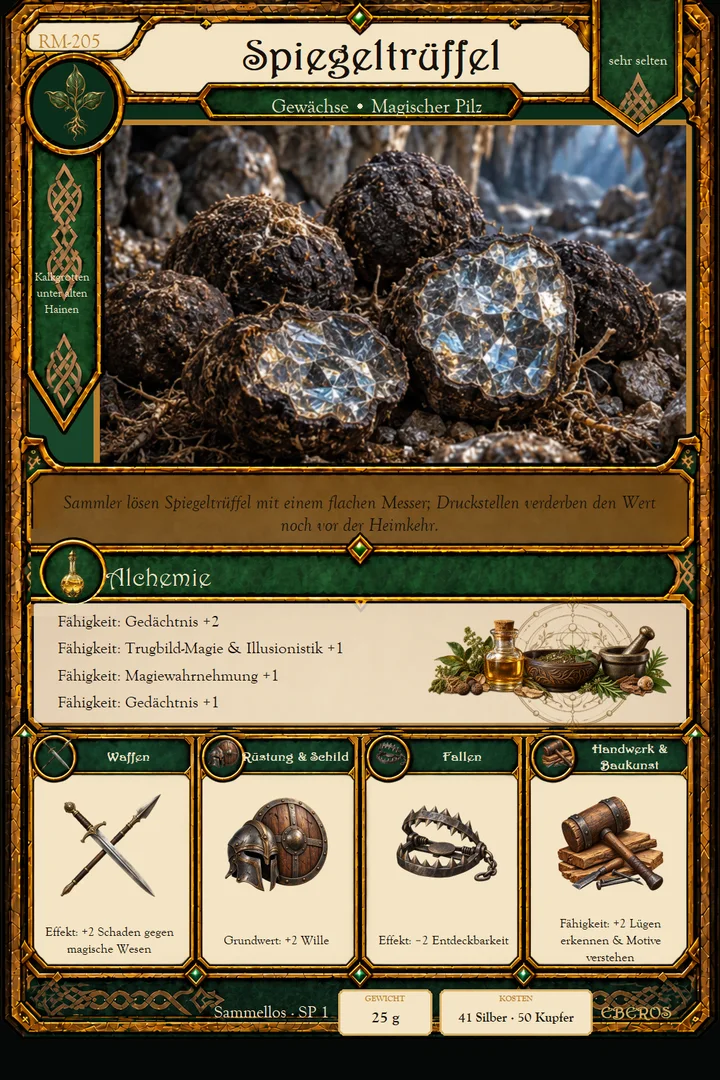 RM-205
Spiegeltrüffel
sehr selten
Gewächse • Magischer Pilz
Kalkgrotten
unter alten
Hainen
Sammler lösen Spiegeltrüffel mit einem flachen Messer; Druckstellen verderben den Wert
noch vor der Heimkehr.
Alchemie
Fähigkeit: Gedächtnis +2
Fähigkeit: Trugbild-Magie & Illusionistik +1
Fähigkeit: Magiewahrnehmung +1
Fähigkeit: Gedächtnis +1
Waffen
Effekt: +2 Schaden gegen
magische Wesen
Rüstung & Schild
Grundwert: +2 Wille
Fallen
Effekt: −2 Entdeckbarkeit
Handwerk &
Baukunst
Fähigkeit: +2 Lügen
erkennen & Motive
verstehen
Sammellos · SP 1
GEWICHT
25 g
KOSTEN
41 Silber · 50 Kupfer
EBEROS